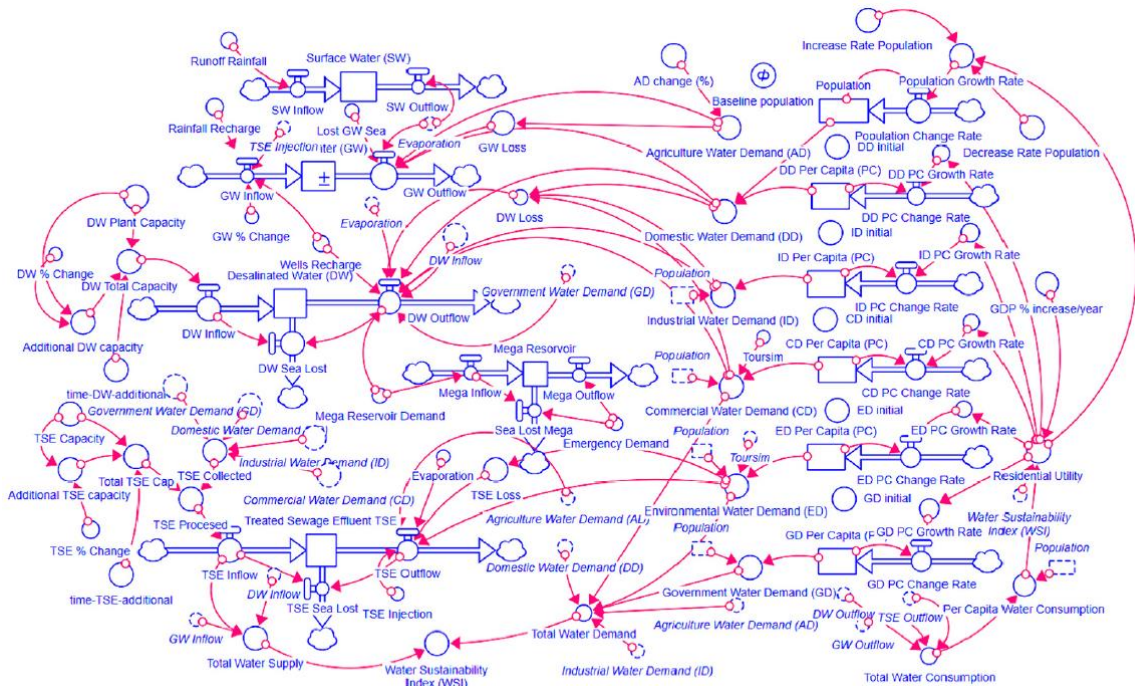 Increase Rate Population
Runoff Rainfall
Surface Water (SW)
AD change (%)
Population
Population Growth Rate
SW Inflow
SW Outflow
Baseline population
Rainfall Recharge
Lost GW Sea
TSE Injection
ter (GW)
Evaporation
GW Loss
Agriculture Water Demand (AD)
Population Change Rate
DD initial
Decrease Rate Population
DD Per Capita (PC)
DD PC Growth Rate
GW Inflow
GW Outflow
DW Plant Capacity
Evaporation
DW Loss
DD PC Change Rate
GW % Change
Domestic Water Demand (DD)
ID initial
DW % Change
DW Total Capacity
Wells Recharge
Desalinated Water (DW)
DW Inflow
Population
ID Per Capita (PC)
ID PC Growth Rate
Government Water Demand (GD)
DW Inflow
DW Outflow
Industrial Water Demand (ID)
ID PC Change Rate
GDP % increase/year
CD initial
Additional DW capacity
Mega Reservoir
Population
Toursim
CD Per Capita (PC)
CD PC Growth Rate
DW Sea Lost
time-DW-additional
Mega Inflow
Mega Outflow
CD PC Change Rate
Government Water Demand (GD)
Mega Reservoir Demand
Commercial Water Demand (CD)
ED initial
TSE Capacity
Domestic Water Demand (DD)
Sea Lost Mega
Emergency Demand
Population
ED Per Capita (PC)
ED PC Growth Rate
Toursim
Industrial Water Demand (ID)
Evaporation
Total TSE Cap
TSE Collected
TSE Loss
ED PC Change Rate
Residential Utility
Additional TSE capacity
Commercial Water Demand (CD)
GD initial
Agriculture Water Demand (AD)
Environmental Water Demand (ED)
Water Sustainability
Index (WSI)
TSE Procesed
Treated Sewage Effluent TSE
Population
GD Per Capita (P
GD PC Growth Rate
Population
TSE % Change
TSE Inflow
TSE Outflow
Domestic Water Demand (DD)
GD PC Change Rate
time-TSE-additional
DW Inflow
TSE Sea Lost
TSE Injection
Government Water Demand (GD)
DW Outflow
TSE Outflow
Per Capita Water Consumption
GW Inflow
Total Water Demand
Agriculture Water Demand (AD)
GW Outflow
Total Water Supply
Water Sustainability
Index (WSI)
Industrial Water Demand (ID)
Total Water Consumption